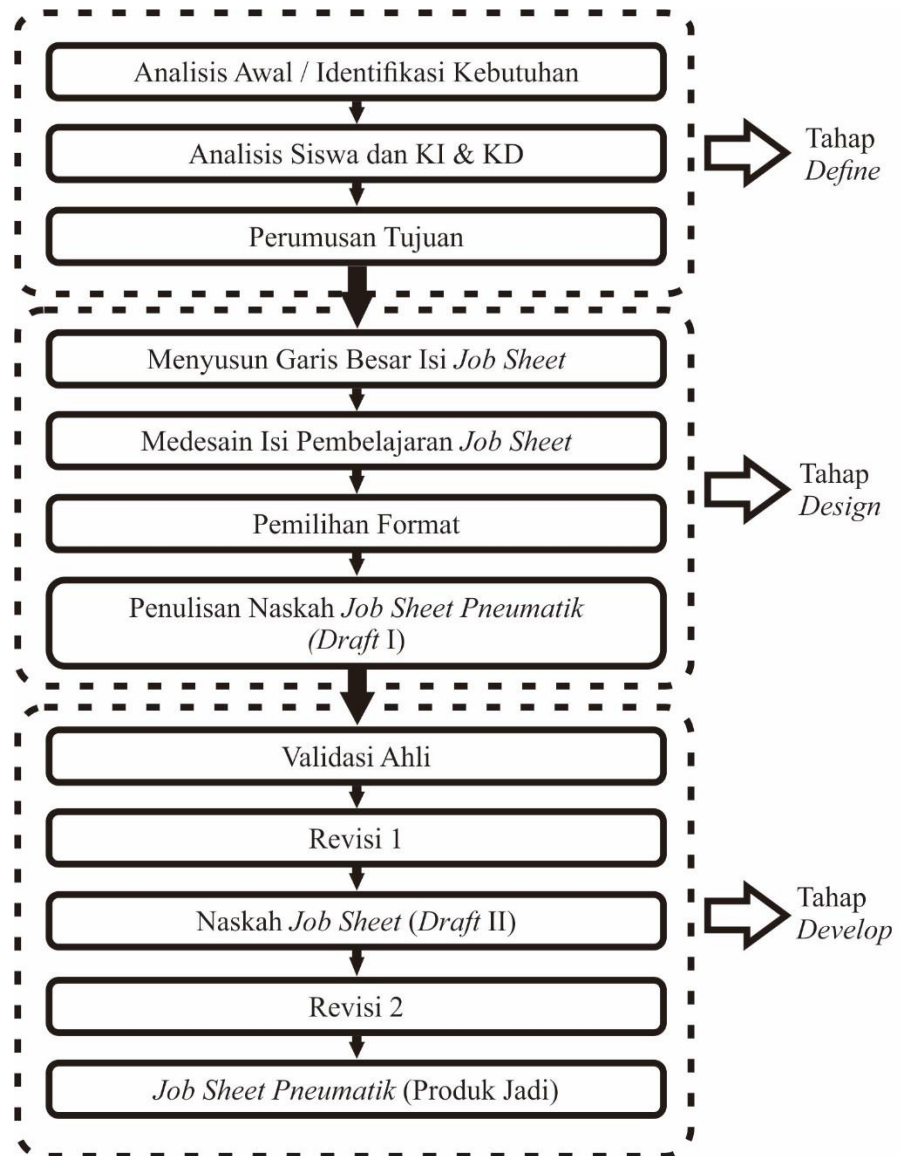 Analisis Awal / Identifikasi Kebutuhan
Analisis Siswa dan KI & KD
Perumusan Tujuan
Tahap
Define
Menyusun Garis Besar Isi Job Sheet
Medesain Isi Pembelajaran Job Sheet
Pemilihan Format
Penulisan Naskah Job Sheet Pneumatik
(Draft I)
Tahap
Design
Validasi Ahli
Revisi 1
Naskah Job Sheet (Draft II)
Revisi 2
Job Sheet Pneumatik (Produk Jadi)
Tahap
Develop